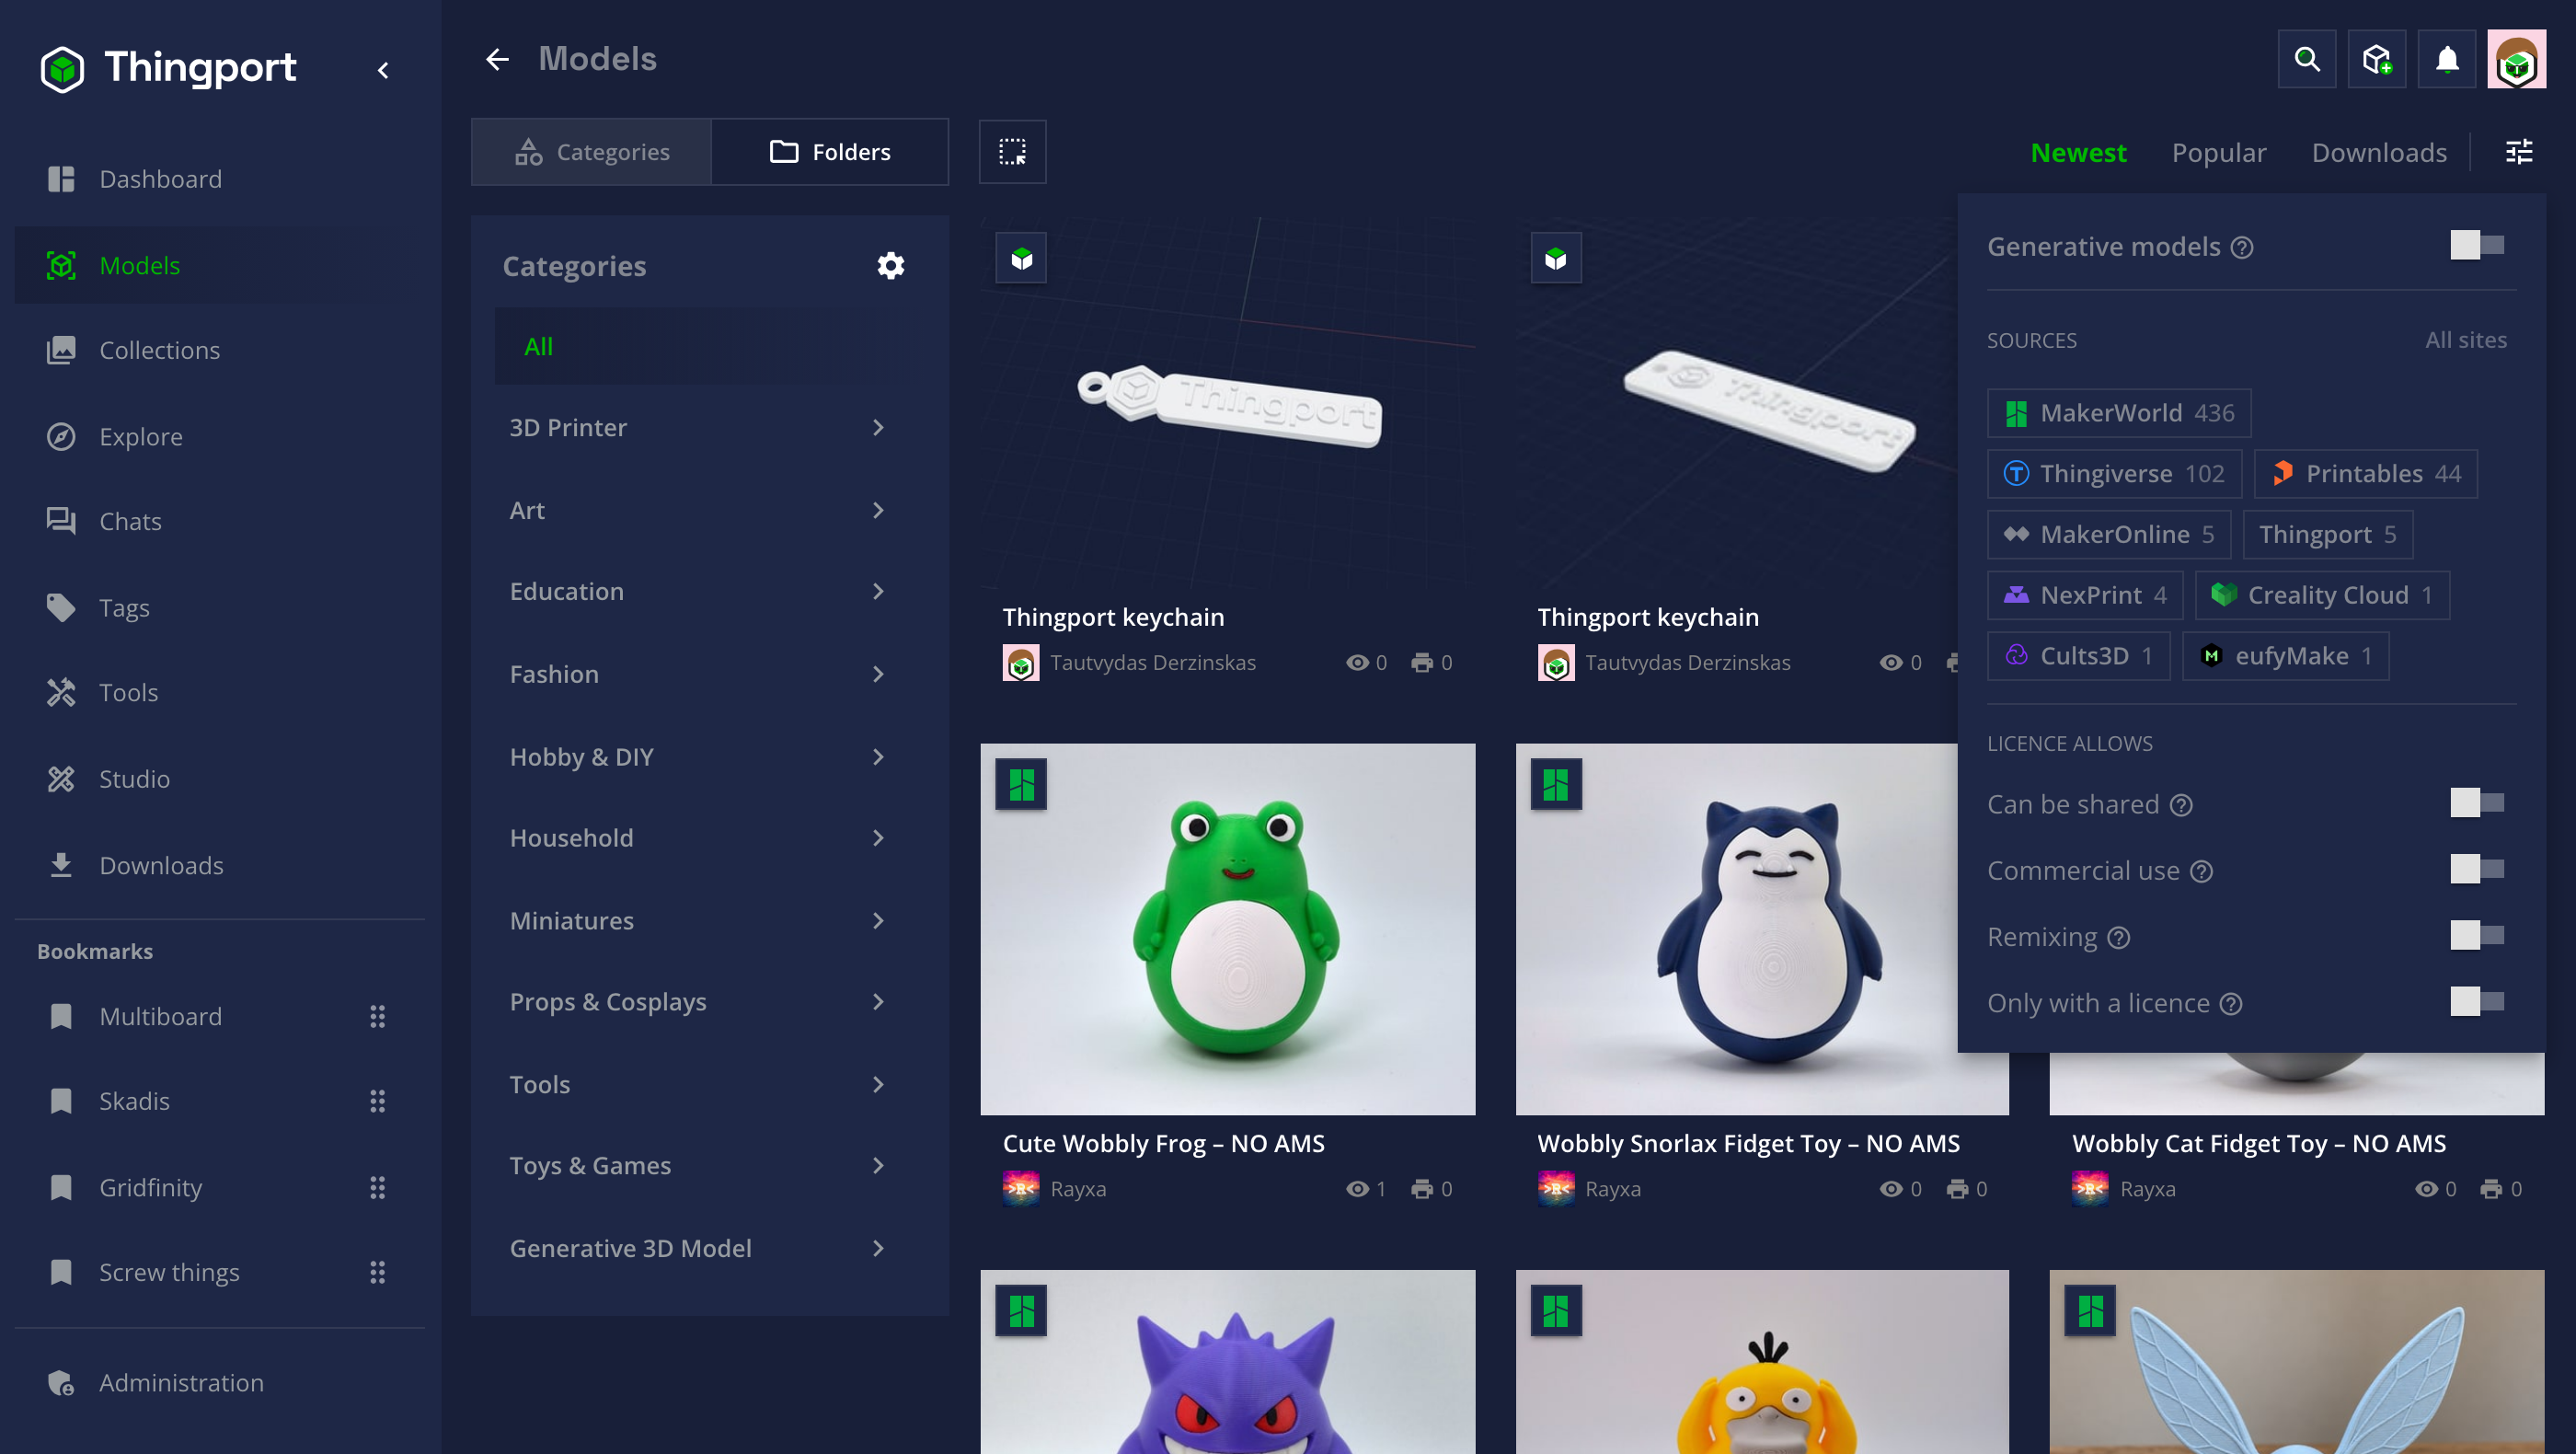 Thingport
Dashboard
Models
Collections
Explore
Chats
Tags
Tools
Studio
Downloads
Bookmarks
Multiboard
Skadis
Gridfinity
Screw things
Administration
Models
Categories
Folders
Newest
Popular
Downloads
Categories
All
3D Printer
Art
Education
Fashion
Hobby & DIY
Household
Miniatures
Props & Cosplays
Tools
Toys & Games
Generative 3D Model
Thingport
Thingport keychain
Tautvydas Derzinskas 0 0
Thingport
Thingport keychain
Tautvydas Derzinskas 0
Generative models
SOURCES All sites
MakerWorld 436
Thingiverse 102 Printables 44
MakerOnline 5 Thingport 5
NexPrint 4 Creality Cloud 1
Cults3D 1 eufyMake 1
LICENCE ALLOWS
Can be shared
Commercial use
Remixing
Only with a licence
Cute Wobbly Frog – NO AMS
>R< Rayxa 1 0
Wobbly Snorlax Fidget Toy – NO AMS
>R< Rayxa 0 0
Wobbly Cat Fidget Toy – NO AMS
>R< Rayxa 0 0